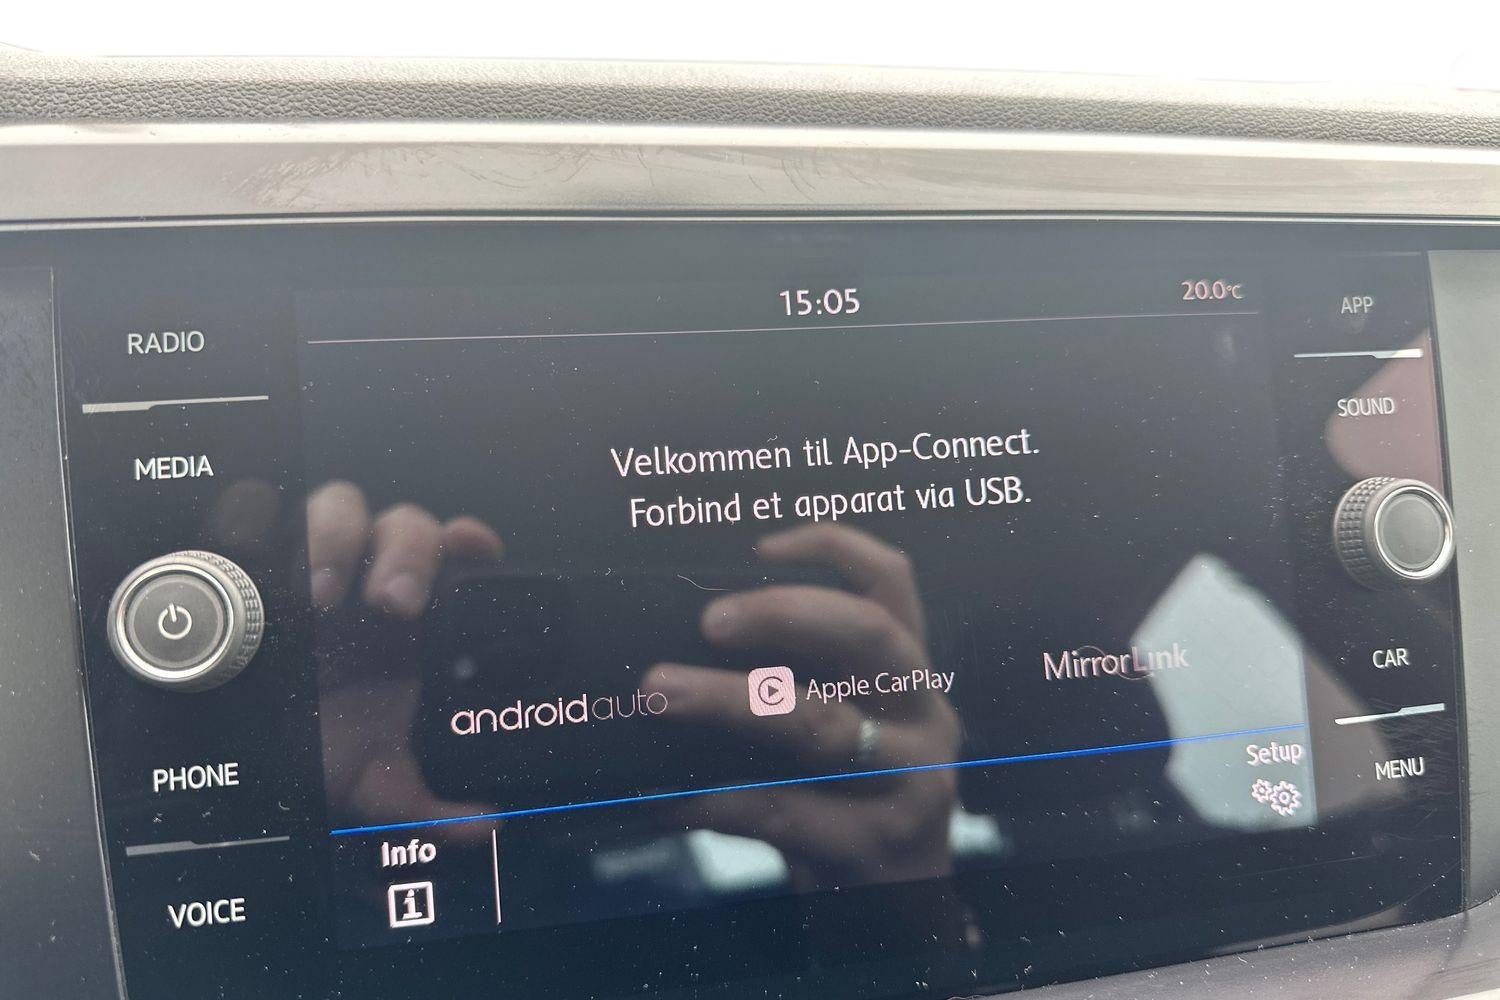 15:05
20.0°C
RADIO
MEDIA
PHONE
VOICE
Velkommen til App-Connect.
Forbind et apparat via USB.
androidauto
Apple CarPlay
MirrorLink
Info
i
Setup
APP
SOUND
CAR
MENU